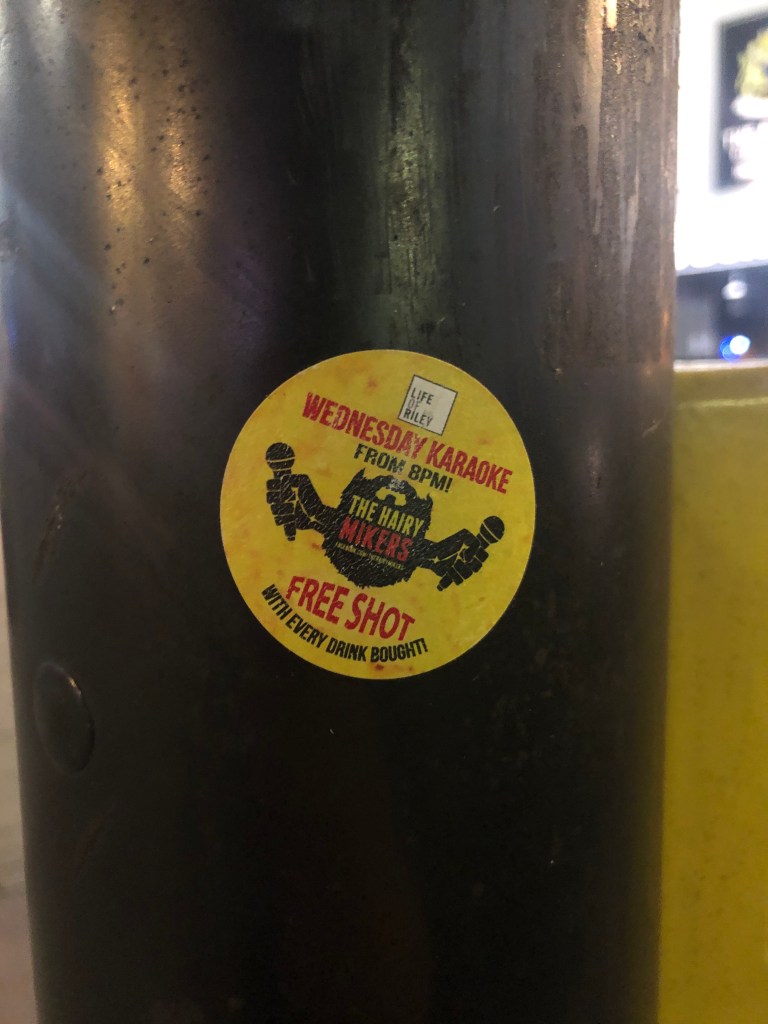 LIFE
OF
RILEY
WEDNESDAY KARAOKE
FROM 8PM!
THE HAIRY
MIKERS
FREE SHOT
WITH EVERY DRINK BOUGHT!